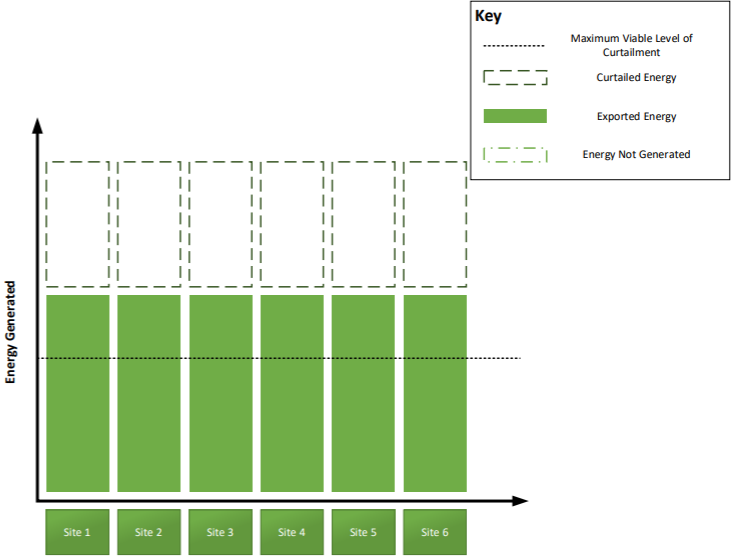 Key
Maximum Viable Level of
Curtailment
Curtailed Energy
Exported Energy
Energy Not Generated
Energy Generated
Site 1
Site 2
Site 3
Site 4
Site 5
Site 6